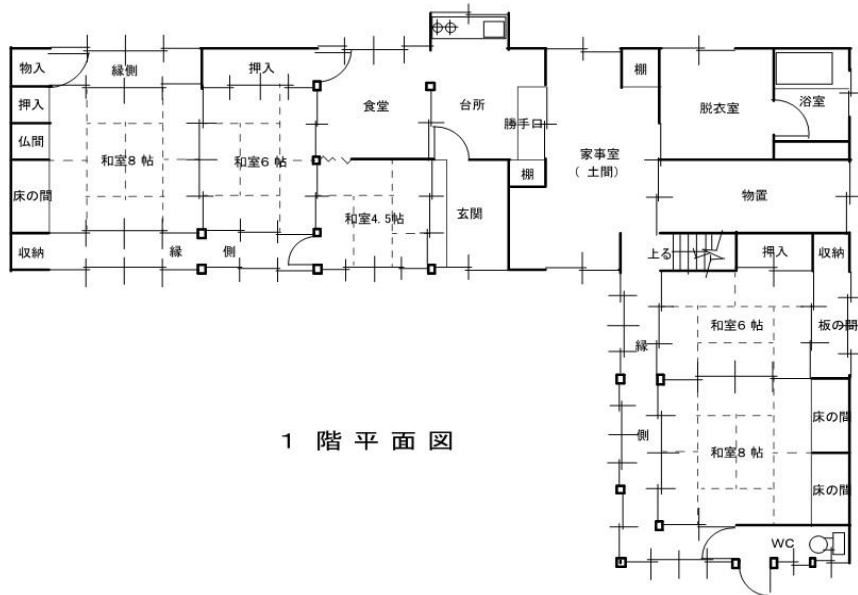 物入
縁側
押入
食堂
台所
棚
脱衣室
浴室
押入
仏間
和室8 帖
和室6 帖
勝手口
家事室
( 土間)
床の間
和室4.5帖
玄関
棚
物置
収納
縁 側
上る
押入
収納
和室6 帖
板の間
縁
側
床の間
和室8 帖
床の間
WC
1 階 平 面 図